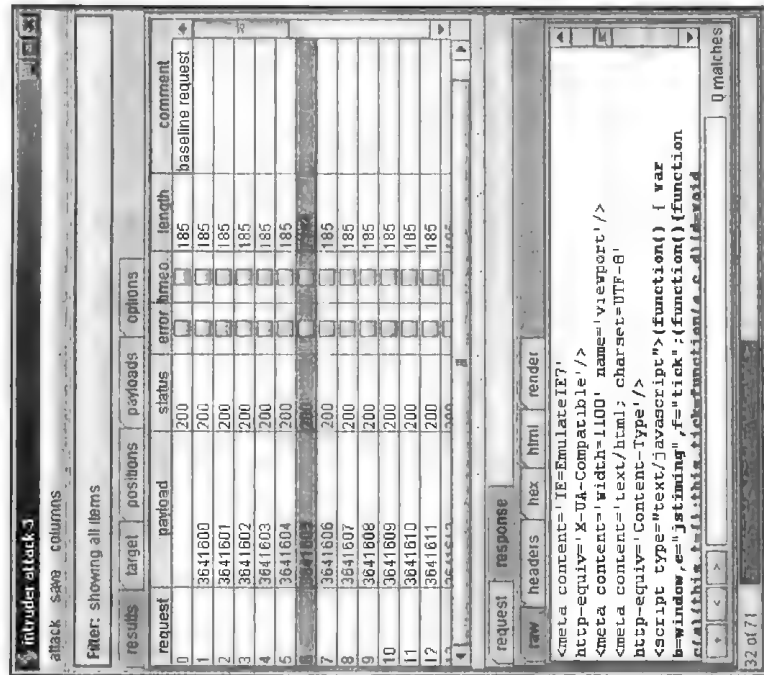 intruder attack 5
attack save columns
Filter: showing all items
results target positions payloads options
request payload status error timeo. length comment
0 200 185 baseline request
1 3641600 200 185
2 3641601 200 185
3 3641602 200 185
4 3641603 200 185
5 3641604 200 185
6 3641605 200
7 3641606 200 185
8 3641607 200 185
9 3641608 200 185
10 3641609 200 185
11 3641610 200 185
12 3641611 200 185
request response
raw headers hex html render
<meta content='IE=EmulateIE7'
http-equiv='X-UA-Compatible'/>
<meta content='width=1100' name='viewport'/>
<meta content='text/html; charset=UTF-8'
http-equiv='Content-Type'/>
<script type="text/javascript">(function() { var
b=window,e="jstiming",f="tick";(function(){function
+ < > 0 matches
32 of 71